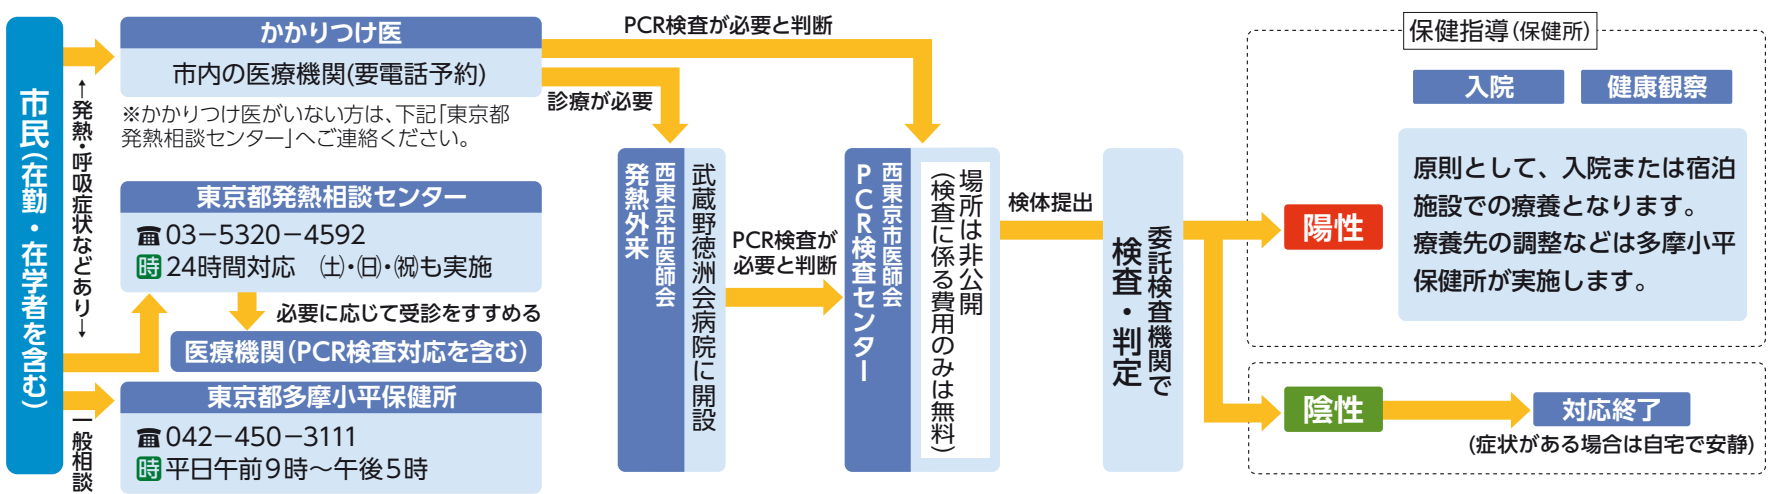 市民(在勤・在学者を含む)
←発熱・呼吸症状などあり→
一般相談
かかりつけ医
市内の医療機関(要電話予約)
※かかりつけ医がいない方は、下記「東京都
発熱相談センター」へご連絡ください。
東京都発熱相談センター
☎03−5320−4592
時24時間対応　㈯・㈰・㈷も実施
必要に応じて受診をすすめる
医療機関(PCR検査対応を含む)
東京都多摩小平保健所
☎042−450−3111
時平日午前9時〜午後5時
PCR検査が必要と判断
診療が必要
西東京市医師会
発熱外来
武蔵野徳洲会病院に開設
PCR検査が
必要と判断
西東京市医師会
PCR検査センター
場所は非公開
(検査に係る費用のみは無料)
検体提出
委託検査機関で
検査・判定
保健指導(保健所)
入院
健康観察
陽性
原則として、入院または宿泊
施設での療養となります。
療養先の調整などは多摩小平
保健所が実施します。
陰性
対応終了
(症状がある場合は自宅で安静)